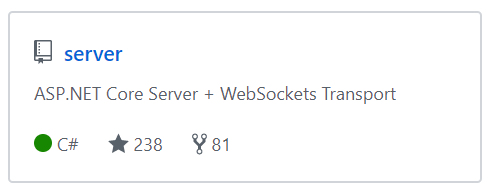 server
ASP.NET Core Server + WebSockets Transport
C# 238 81